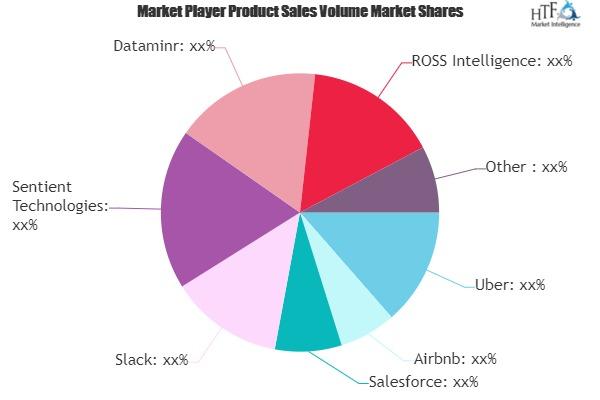 Market Player Product Sales Volume Market Shares
HTF
Market Intelligence
Dataminr: xx%
ROSS Intelligence: xx%
Other : xx%
Sentient
Technologies:
xx%
Uber: xx%
Slack: xx%
Airbnb: xx%
Salesforce: xx%